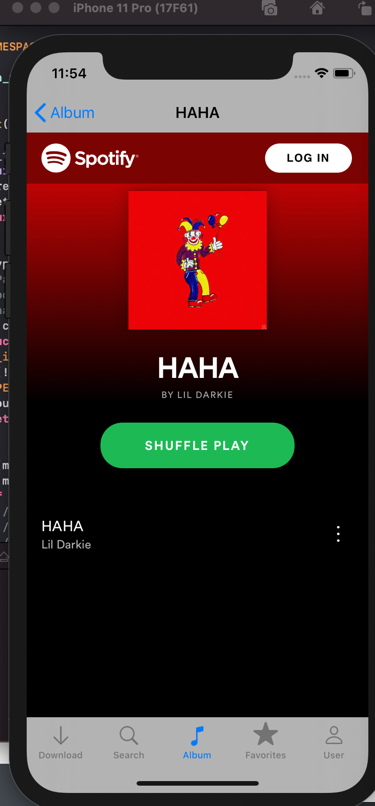 iPhone 11 Pro (17F61)
11:54
Album
HAHA
Spotify®
LOG IN
HAHA
BY LIL DARKIE
SHUFFLE PLAY
HAHA
Lil Darkie
Download
Search
Album
Favorites
User